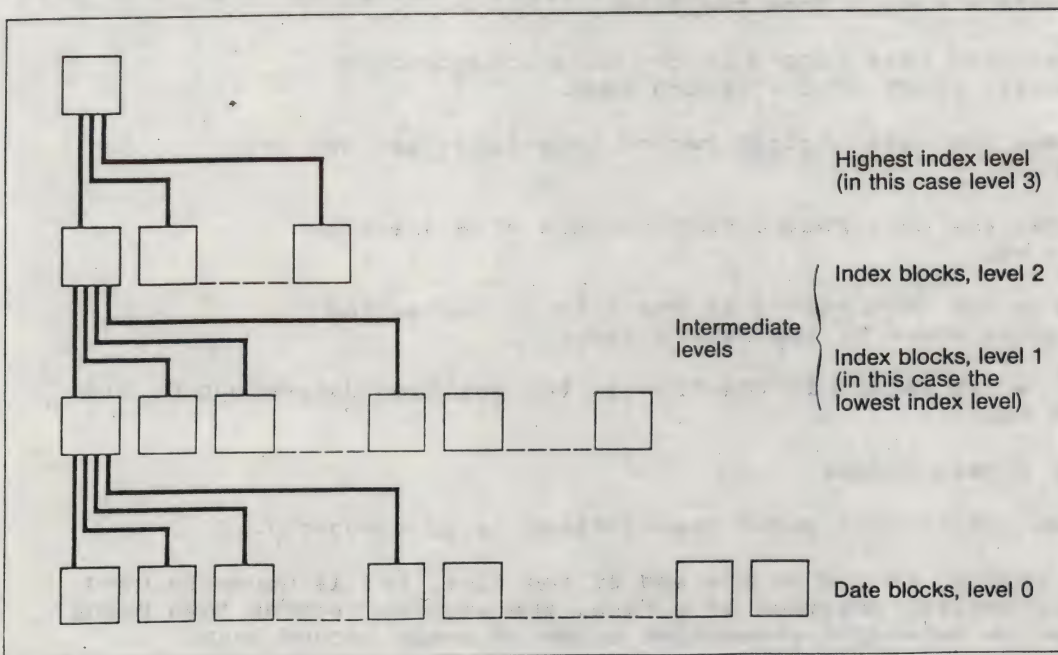 Highest index level
(in this case level 3)
Index blocks, level 2
Intermediate
levels
Index blocks, level 1
(in this case the
lowest index level)
Date blocks, level 0